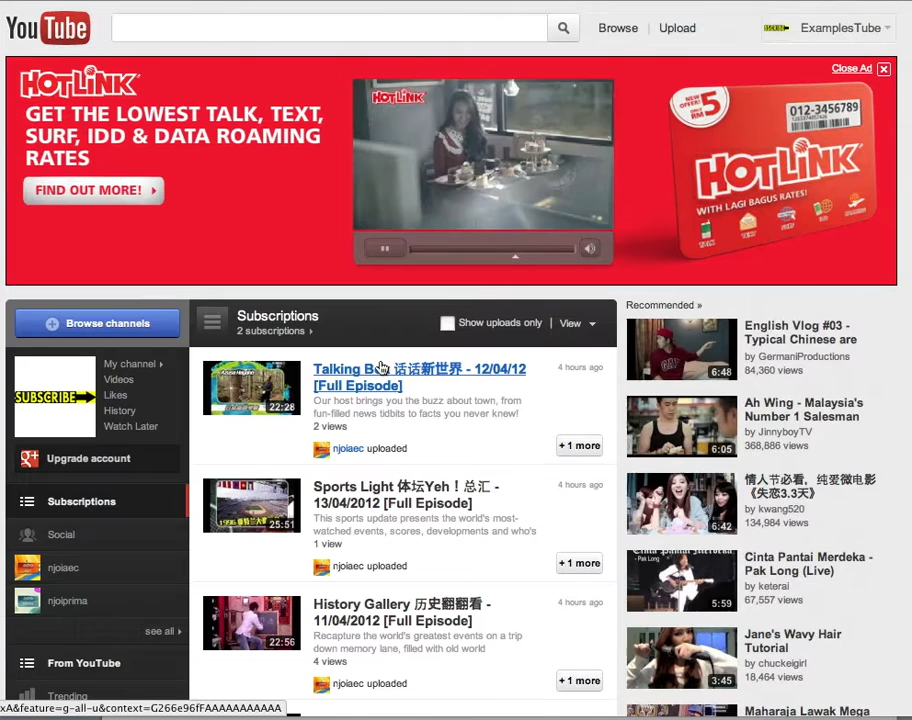 YouTube
Browse
Upload
ExamplesTube
Close Ad
HOTLINK
GET THE LOWEST TALK, TEXT,
SURF, IDD & DATA ROAMING
RATES
FIND OUT MORE!
HOTLINK
NEW
OFFER!
RM
5
012-3456789
HOTLINK
WITH LAGI BAGUS RATES!
TALK
TEXT
SURF
IDD
Browse channels
Subscriptions
2 subscriptions
Show uploads only
View
SUBSCRIBE
My channel
Videos
Likes
History
Watch Later
Upgrade account
Subscriptions
Social
njoiaec
njoiprima
see all
From YouTube
Trending
Talking B 话话新世界 - 12/04/12
[Full Episode]
4 hours ago
Our host brings you the buzz about town, from
fun-filled news tidbits to facts you never knew!
2 views
njoiaec uploaded
+ 1 more
22:28
Sports Light 体坛Yeh！总汇 -
13/04/2012 [Full Episode]
4 hours ago
This sports update presents the world's most-
watched events, scores, developments and who's
1 view
njoiaec uploaded
+ 1 more
25:51
History Gallery 历史翻翻看 -
11/04/2012 [Full Episode]
4 hours ago
Recapture the world's greatest events on a trip
down memory lane, filled with old world
4 views
njoiaec uploaded
+ 1 more
22:56
Recommended »
English Vlog #03 -
Typical Chinese are
by GermaniProductions
84,360 views
6:48
Ah Wing - Malaysia's
Number 1 Salesman
by JinnyboyTV
368,886 views
6:05
情人节必看，纯爱微电影
《失恋3.3天》
by kwang520
134,984 views
6:42
Cinta Pantai Merdeka -
Pak Long (Live)
by keterai
67,557 views
5:59
Jane's Wavy Hair
Tutorial
by chuckeigirl
18,464 views
3:45
Maharaja Lawak Mega
xA&feature=g-all-u&context=G266e96fFAAAAAAAAAAA